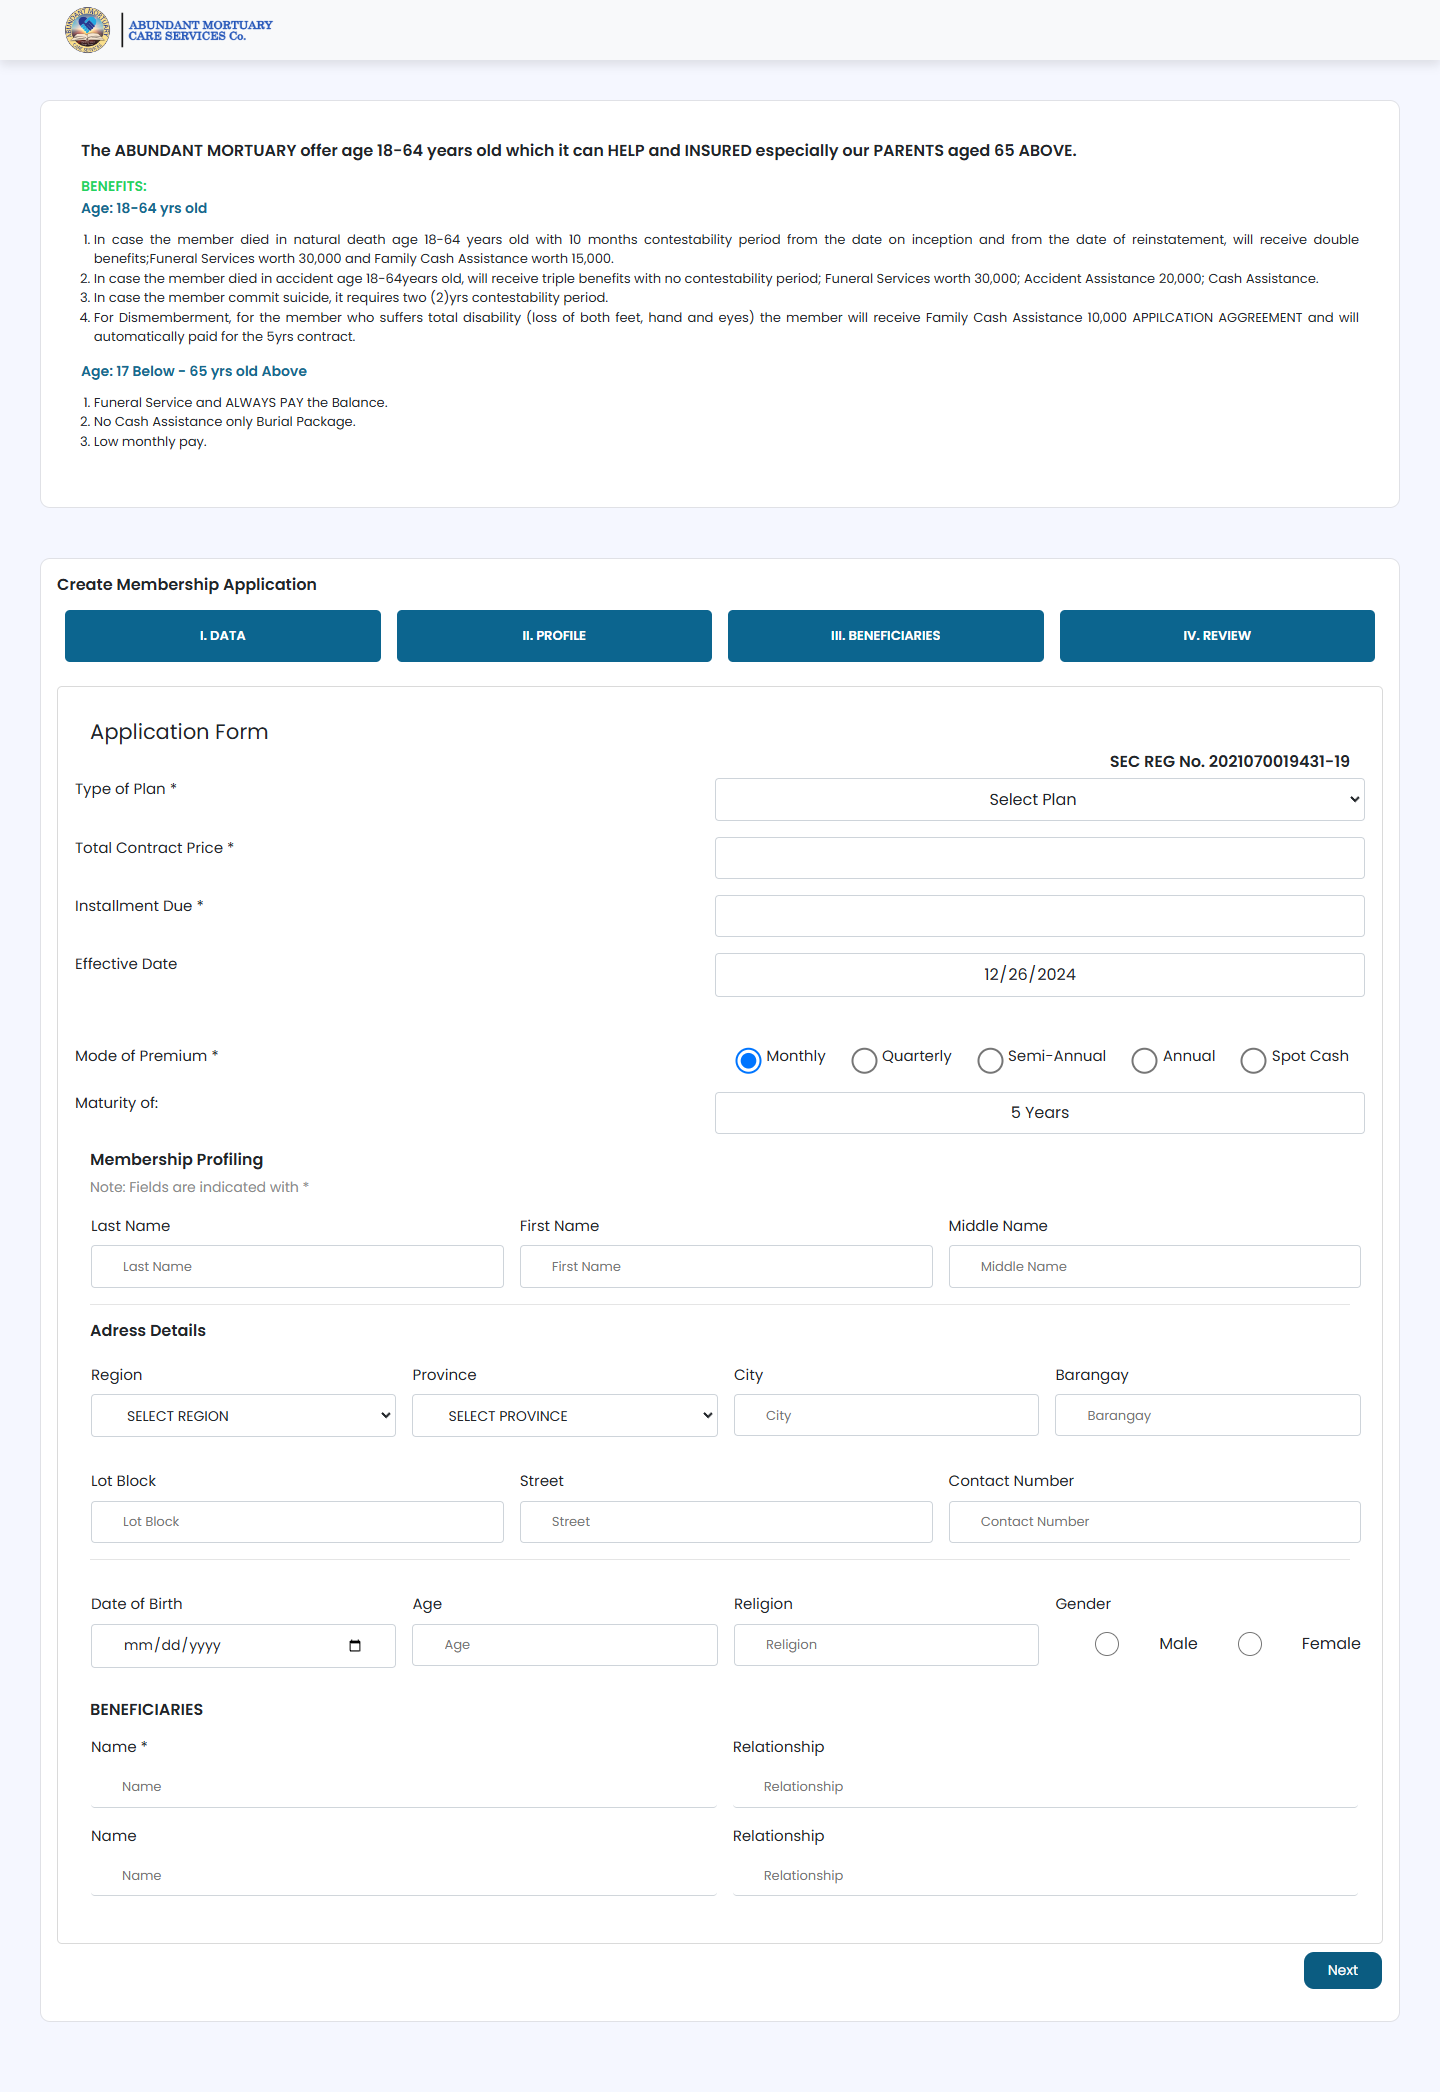 ABUNDANT MORTUARY
CARE SERVICES Co.
The ABUNDANT MORTUARY offer age 18-64 years old which it can HELP and INSURED especially our PARENTS aged 65 ABOVE.
BENEFITS:
Age: 18-64 yrs old
1. In case the member died in natural death age 18-64 years old with 10 months contestability period from the date on inception and from the date of reinstatement, will receive double
benefits;Funeral Services worth 30,000 and Family Cash Assistance worth 15,000.
2. In case the member died in accident age 18-64years old, will receive triple benefits with no contestability period; Funeral Services worth 30,000; Accident Assistance 20,000; Cash Assistance.
3. In case the member commit suicide, it requires two (2)yrs contestability period.
4. For Dismemberment, for the member who suffers total disability (loss of both feet, hand and eyes) the member will receive Family Cash Assistance 10,000 APPILCATION AGGREEMENT and will
automatically paid for the 5yrs contract.
Age: 17 Below - 65 yrs old Above
1. Funeral Service and ALWAYS PAY the Balance.
2. No Cash Assistance only Burial Package.
3. Low monthly pay.
Create Membership Application
I. DATA II. PROFILE III. BENEFICIARIES IV. REVIEW
Application Form
SEC REG No. 2021070019431-19
Type of Plan * Select Plan
Total Contract Price *
Installment Due *
Effective Date 12/26/2024
Mode of Premium * Monthly Quarterly Semi-Annual Annual Spot Cash
Maturity of: 5 Years
Membership Profiling
Note: Fields are indicated with *
Last Name First Name Middle Name
Last Name First Name Middle Name
Adress Details
Region Province City Barangay
SELECT REGION SELECT PROVINCE City Barangay
Lot Block Street Contact Number
Lot Block Street Contact Number
Date of Birth Age Religion Gender
mm/dd/yyyy Age Religion Male Female
BENEFICIARIES
Name * Relationship
Name Relationship
Name Relationship
Name Relationship
Next